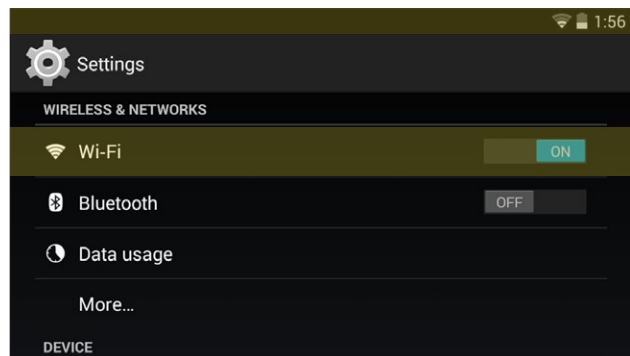 1:56
Settings
WIRELESS & NETWORKS
Wi-Fi ON
Bluetooth OFF
Data usage
More...
DEVICE